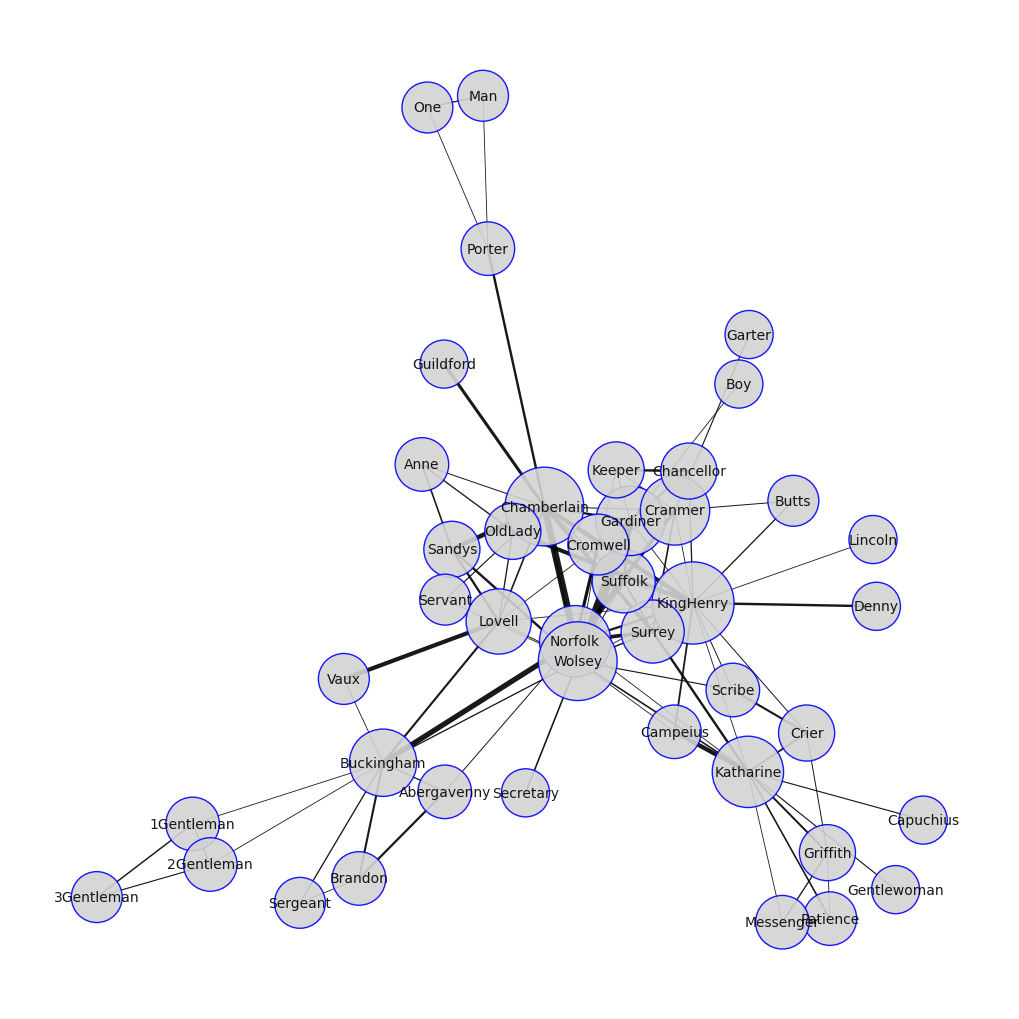 Man
One
Porter
Garter
Guildford
Boy
Anne
Keeper
Chancellor
Butts
Chamberlain
Cranmer
Gardiner
OldLady
Lincoln
Cromwell
Sandys
Suffolk
Servant
KingHenry
Denny
Lovell
Surrey
Norfolk
Wolsey
Vaux
Scribe
Campeius
Crier
Buckingham
Katharine
Abergavenny
Secretary
Capuchius
1Gentleman
Griffith
2Gentleman
Brandon
Gentlewoman
3Gentleman
Sergeant
Patience
Messenger